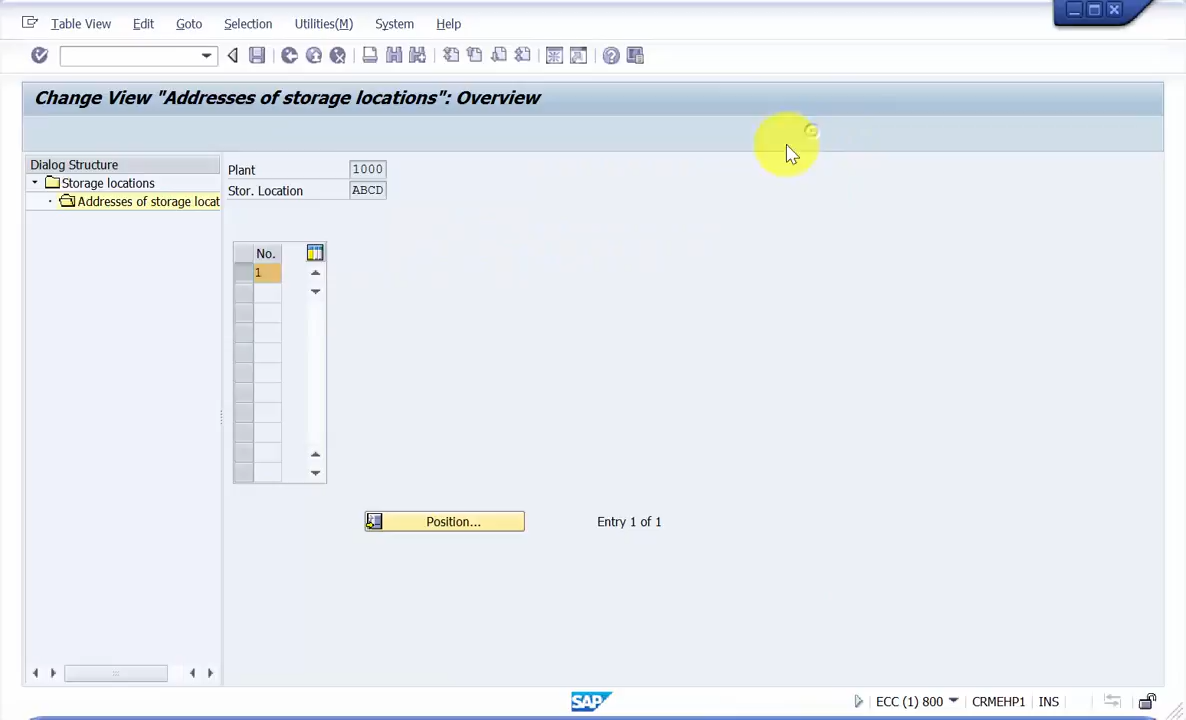 Table View Edit Goto Selection Utilities(M) System Help
Change View "Addresses of storage locations": Overview
Dialog Structure
Storage locations
Addresses of storage locat
Plant 1000
Stor. Location ABCD
No.
1
Position... Entry 1 of 1
SAP ECC (1) 800 CRMEHP1 INS